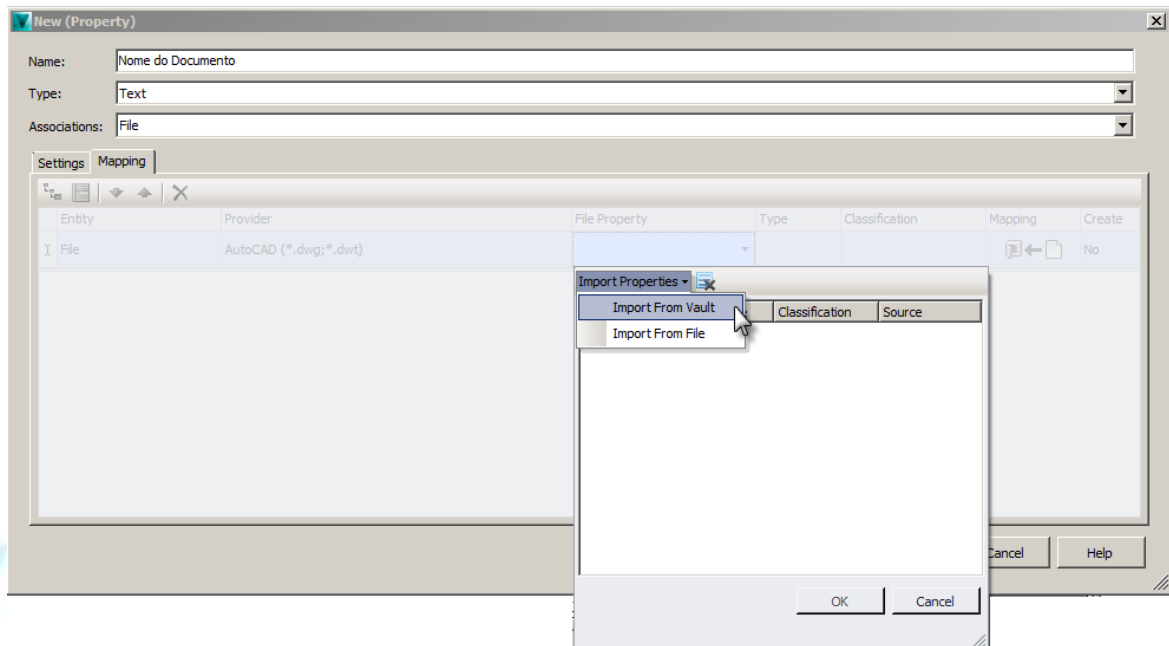 New (Property)
Name: Nome do Documento
Type: Text
Associations: File
Settings Mapping
Entity Provider File Property Type Classification Mapping Create
File AutoCAD (*.dwg;*.dwt) No
Import Properties
Import From Vault Classification Source
Import From File
Cancel Help
OK Cancel